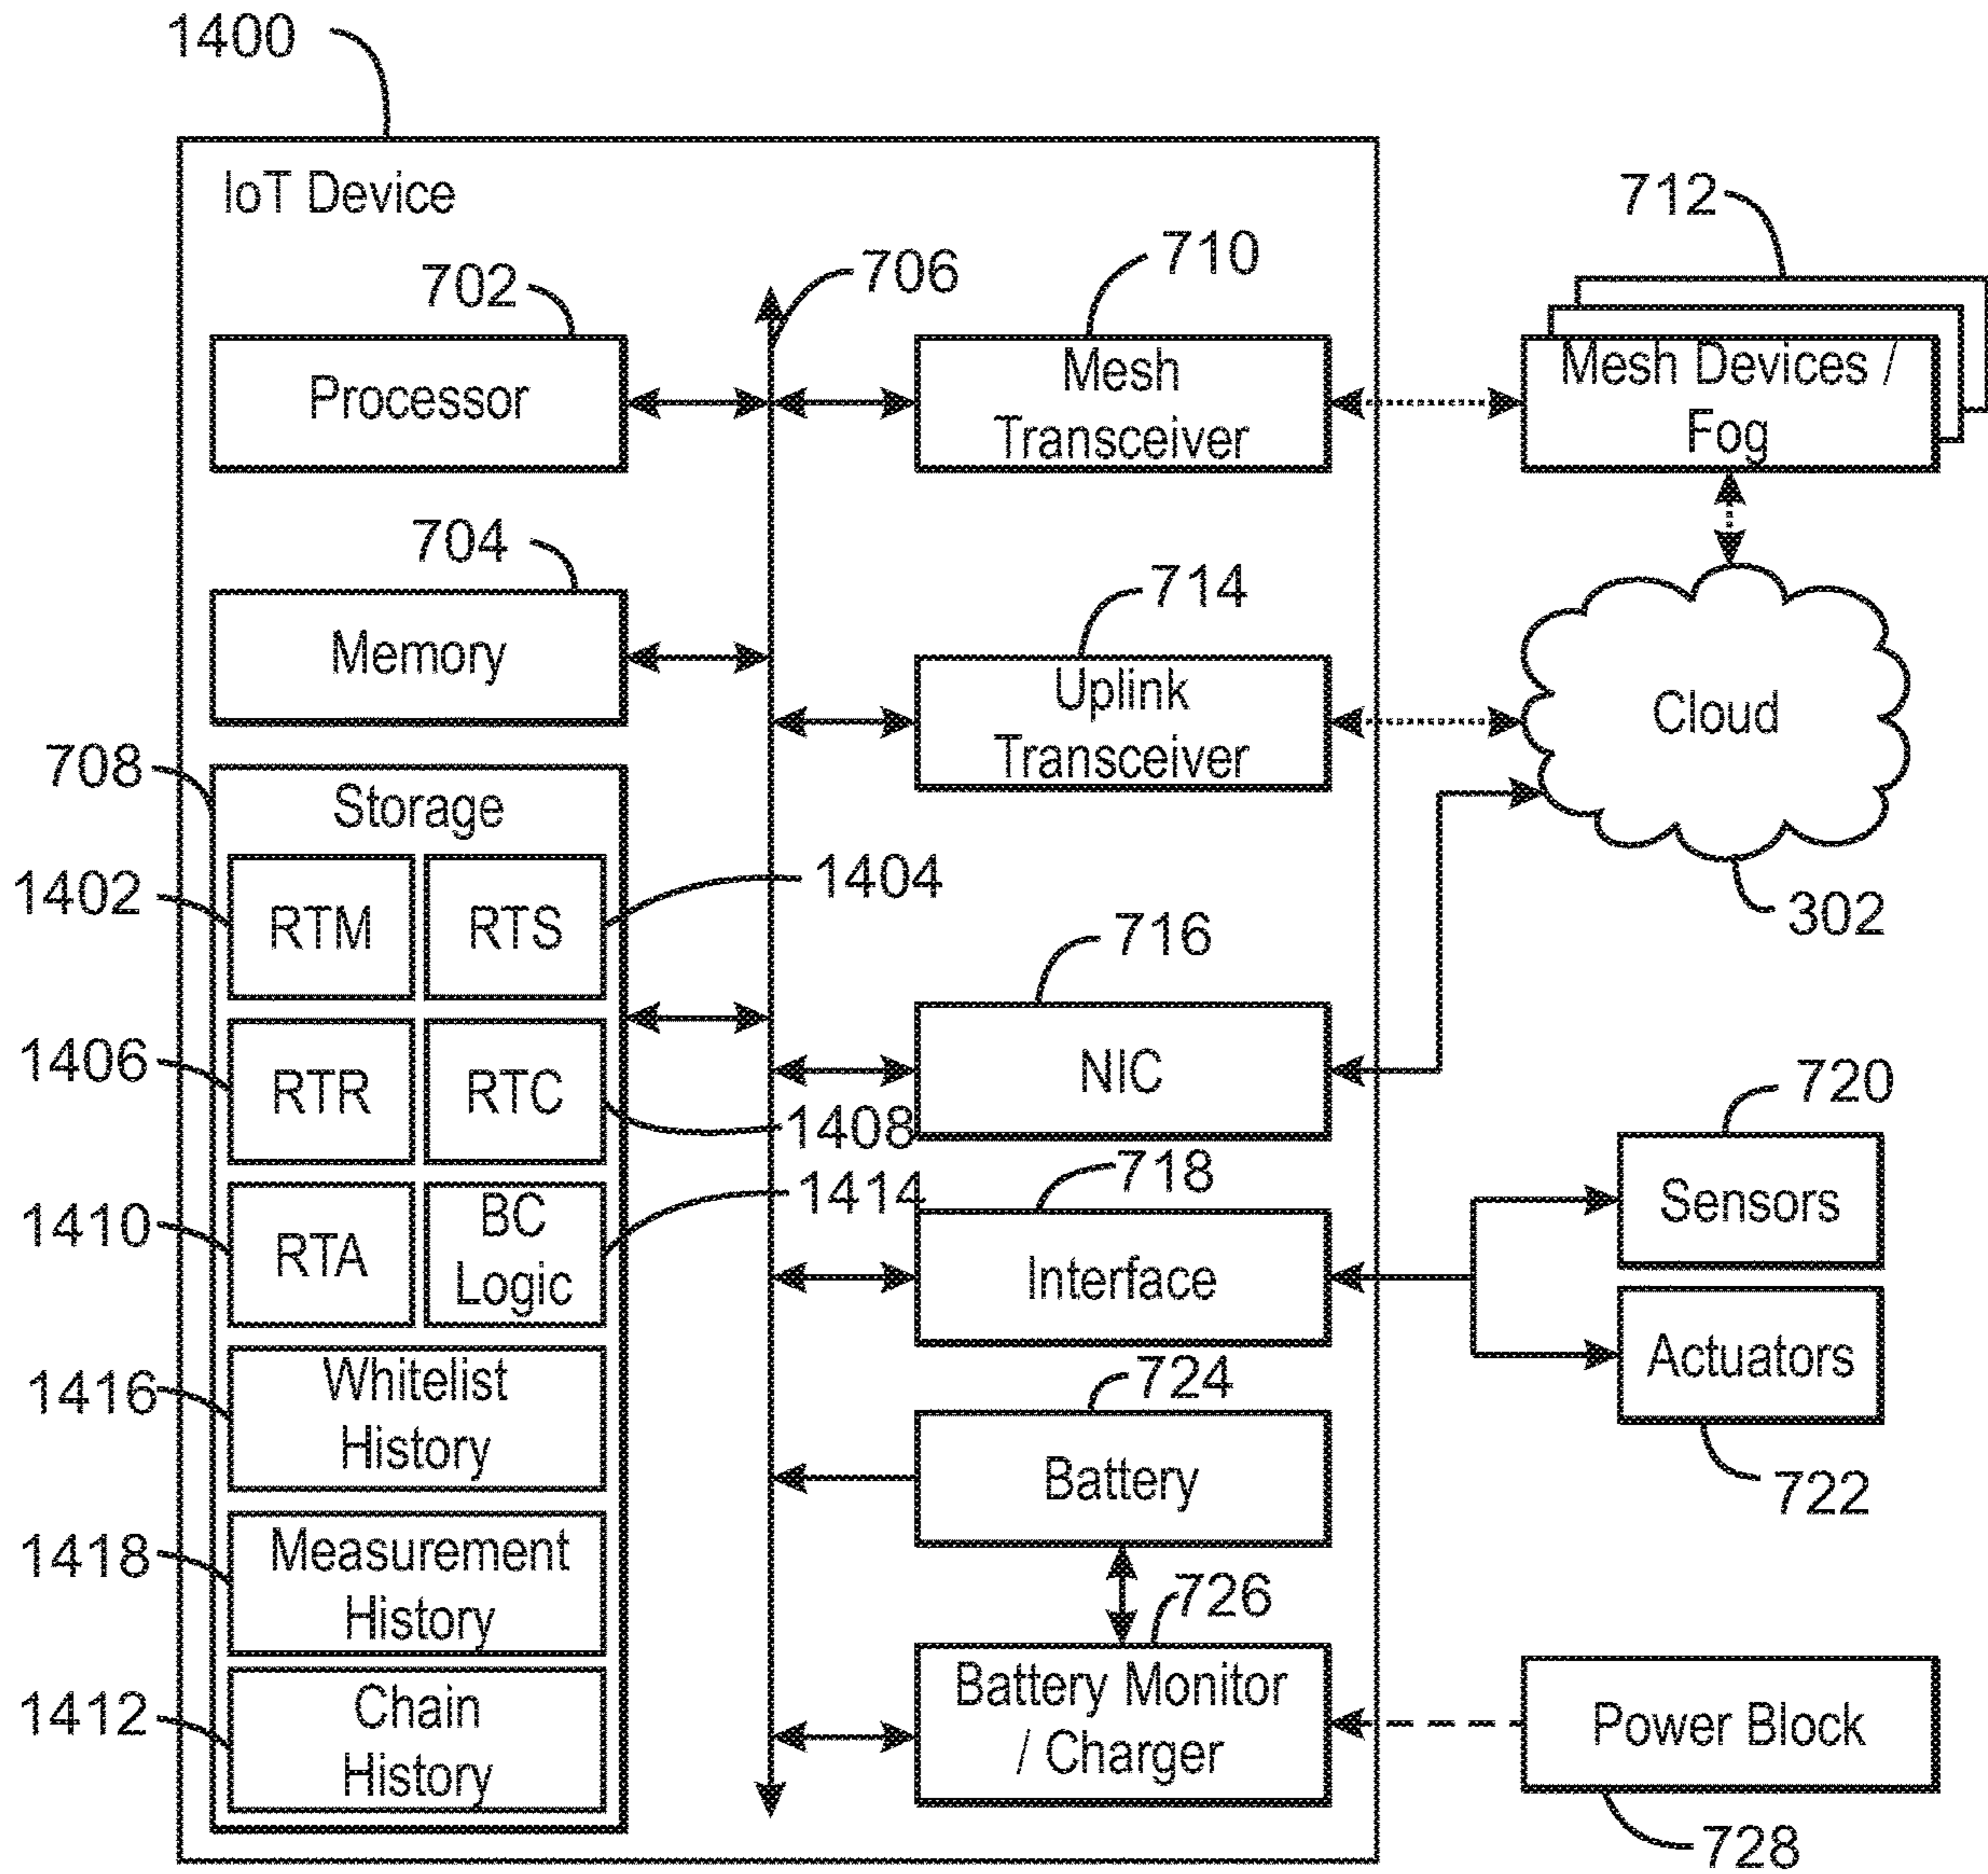 1400
IoT Device
702
706
710
712
Processor
Mesh
Transceiver
Mesh Devices /
Fog
704
714
Memory
Uplink
Transceiver
Cloud
302
708
Storage
1402
RTM
RTS
1404
716
NIC
1406
RTR
RTC
1408
718
720
Sensors
1410
RTA
BC
Logic
1414
Interface
Actuators
722
1416
Whitelist
History
724
Battery
1418
Measurement
History
726
Battery Monitor
/ Charger
Power Block
728
1412
Chain
History